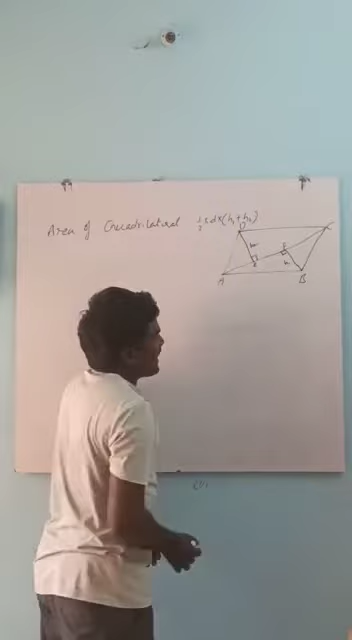 Area of Quadrilateral ½ x d x (h₁ + h₂)
D
A
B